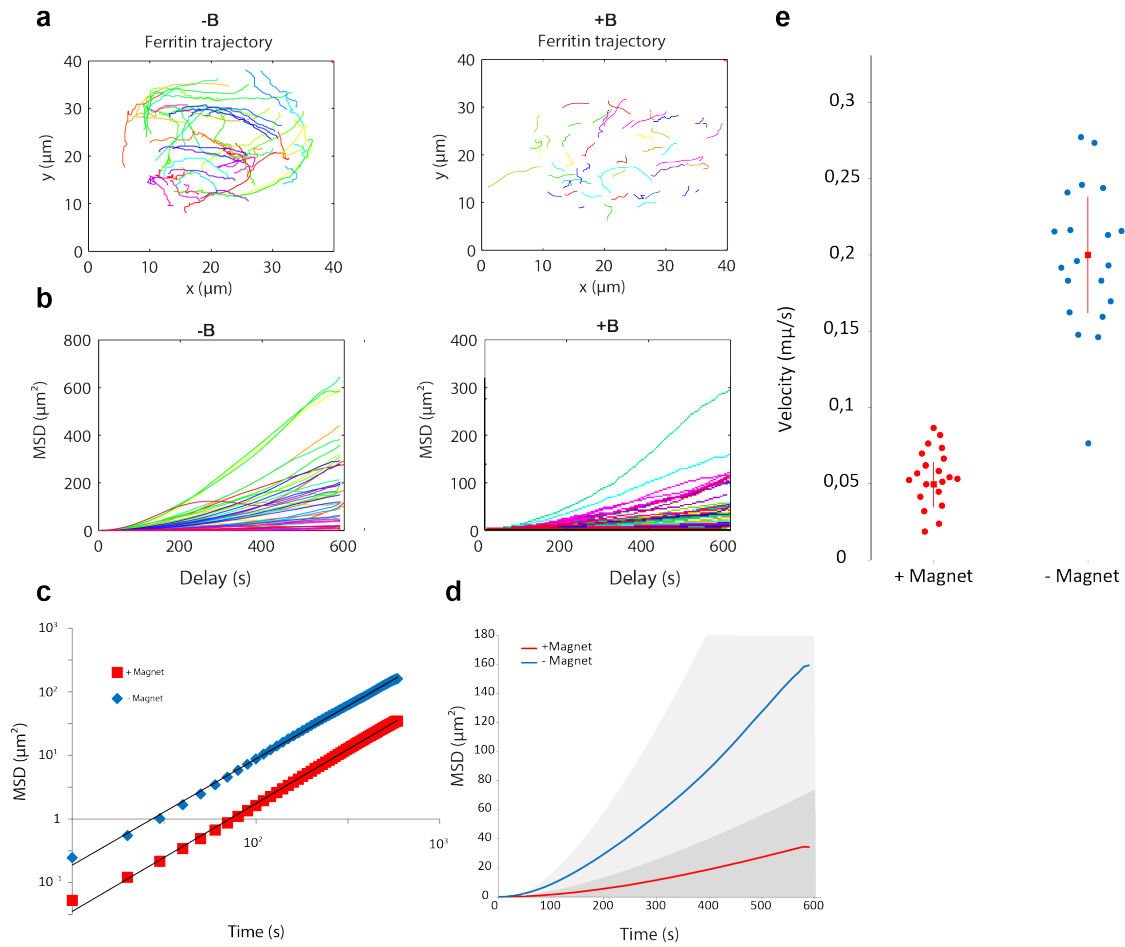 a
-B
Ferritin trajectory
40
30
20
10
0
y (µm)
0 10 20 30 40
x (µm)
+B
Ferritin trajectory
40
30
20
10
0
y (µm)
0 10 20 30 40
x (µm)
b
-B
800
600
400
200
0
MSD (µm²)
0 200 400 600
Delay (s)
+B
400
300
200
100
0
MSD (µm²)
0 200 400 600
Delay (s)
c
10³
10²
10¹
1
10⁻¹
MSD (µm²)
+ Magnet
- Magnet
10² 10³
Time (s)
d
180
160
140
120
100
80
60
40
20
0
MSD (µm²)
+Magnet
- Magnet
0 100 200 300 400 500 600
Time (s)
e
0,3
0,25
0,2
0,15
0,1
0,05
0
Velocity (mµ/s)
+ Magnet - Magnet